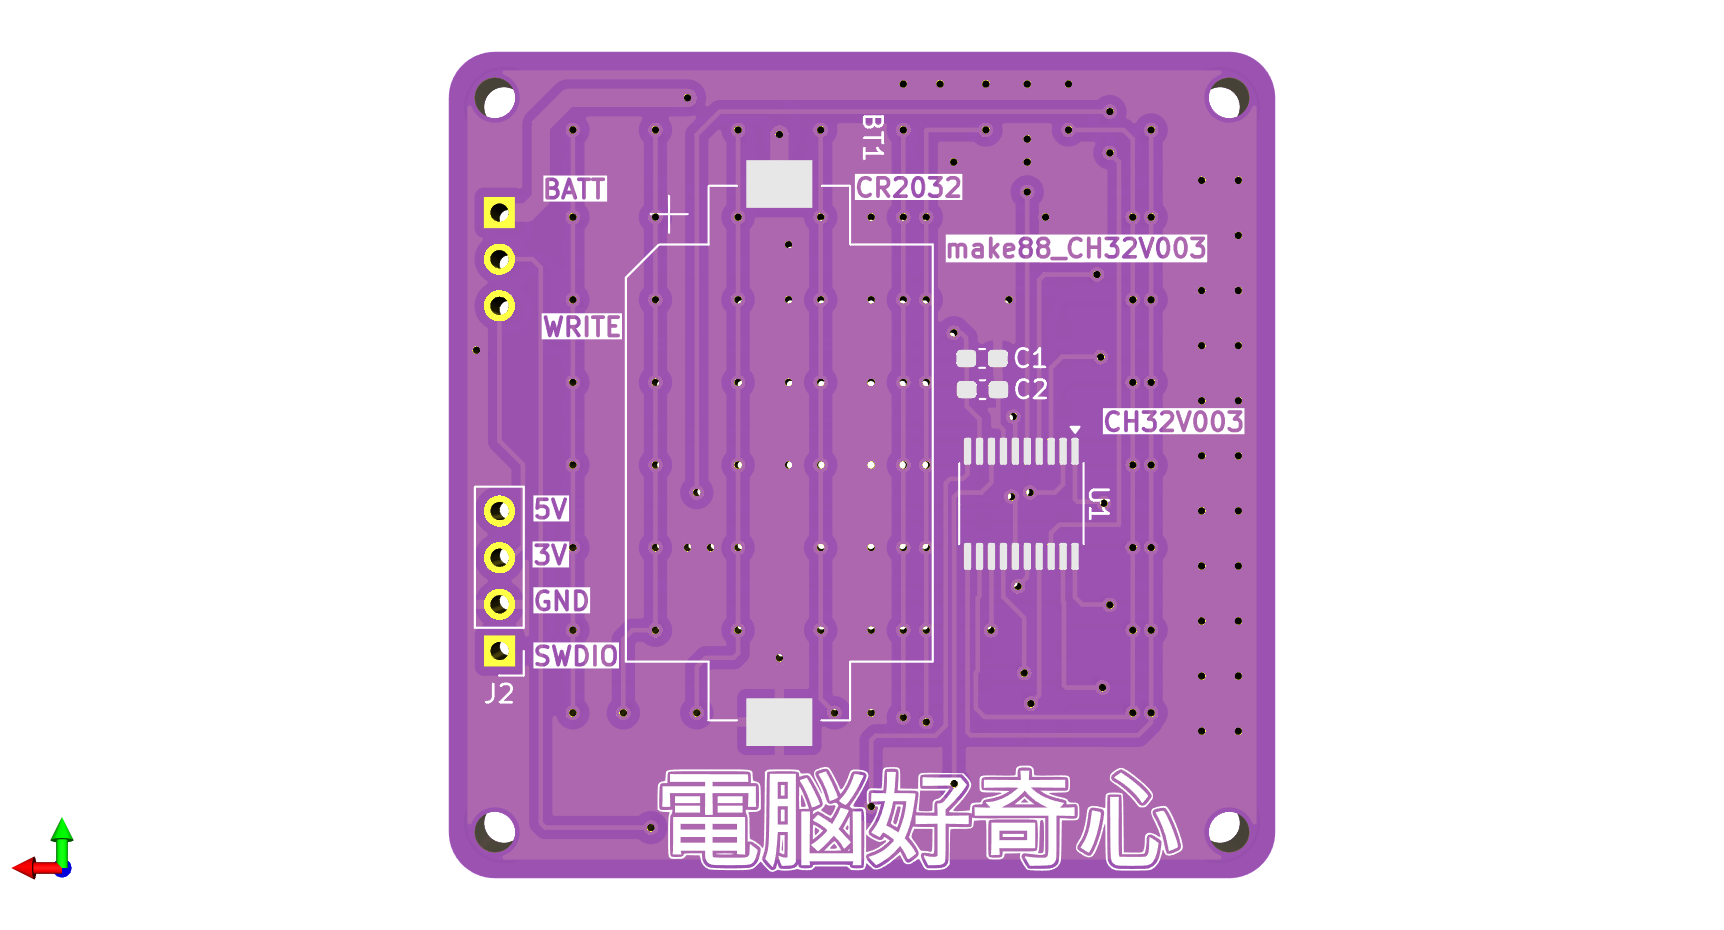 BT1
BATT
CR2032
make88_CH32V003
WRITE
C1
C2
CH32V003
U1
5V
3V
GND
SWDIO
J2
電脳好奇心